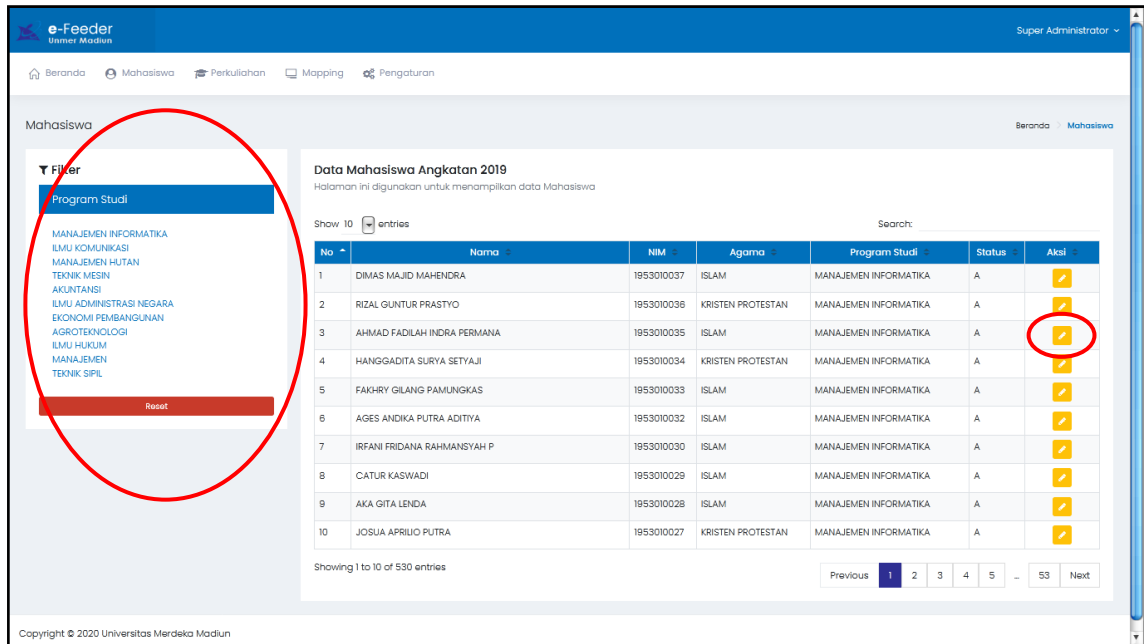 e-Feeder
Unmer Madiun
Super Administrator
Beranda Mahasiswa Perkuliahan Mapping Pengaturan
Mahasiswa
Beranda > Mahasiswa
Filter
Program Studi
MANAJEMEN INFORMATIKA
ILMU KOMUNIKASI
MANAJEMEN HUTAN
TEKNIK MESIN
AKUNTANSI
ILMU ADMINISTRASI NEGARA
EKONOMI PEMBANGUNAN
AGROTEKNOLOGI
ILMU HUKUM
MANAJEMEN
TEKNIK SIPIL
Reset
Data Mahasiswa Angkatan 2019
Halaman ini digunakan untuk menampilkan data Mahasiswa
Show 10 entries Search:
No Nama NIM Agama Program Studi Status Aksi
1 DIMAS MAJID MAHENDRA 1953010037 ISLAM MANAJEMEN INFORMATIKA A
2 RIZAL GUNTUR PRASTYO 1953010036 KRISTEN PROTESTAN MANAJEMEN INFORMATIKA A
3 AHMAD FADILAH INDRA PERMANA 1953010035 ISLAM MANAJEMEN INFORMATIKA A
4 HANGGADITA SURYA SETYAJI 1953010034 KRISTEN PROTESTAN MANAJEMEN INFORMATIKA A
5 FAKHRY GILANG PAMUNGKAS 1953010033 ISLAM MANAJEMEN INFORMATIKA A
6 AGES ANDIKA PUTRA ADITIYA 1953010032 ISLAM MANAJEMEN INFORMATIKA A
7 IRFANI FRIDANA RAHMANSYAH P 1953010030 ISLAM MANAJEMEN INFORMATIKA A
8 CATUR KASWADI 1953010029 ISLAM MANAJEMEN INFORMATIKA A
9 AKA GITA LENDA 1953010028 ISLAM MANAJEMEN INFORMATIKA A
10 JOSUA APRILIO PUTRA 1953010027 KRISTEN PROTESTAN MANAJEMEN INFORMATIKA A
Showing 1 to 10 of 530 entries
Previous 1 2 3 4 5 … 53 Next
Copyright © 2020 Universitas Merdeka Madiun